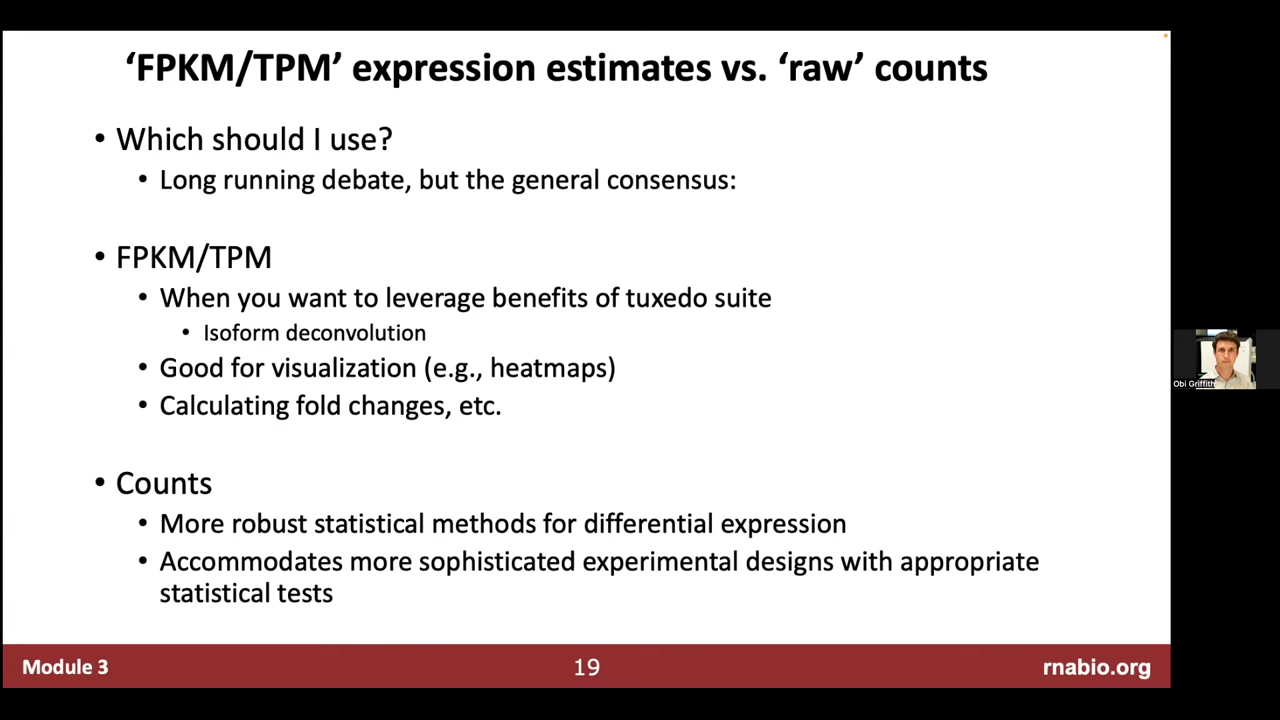 ‘FPKM/TPM’ expression estimates vs. ‘raw’ counts
• Which should I use?
• Long running debate, but the general consensus:
• FPKM/TPM
• When you want to leverage benefits of tuxedo suite
• Isoform deconvolution
• Good for visualization (e.g., heatmaps)
• Calculating fold changes, etc.
• Counts
• More robust statistical methods for differential expression
• Accommodates more sophisticated experimental designs with appropriate
statistical tests
Obi Griffith
Module 3
19
rnabio.org